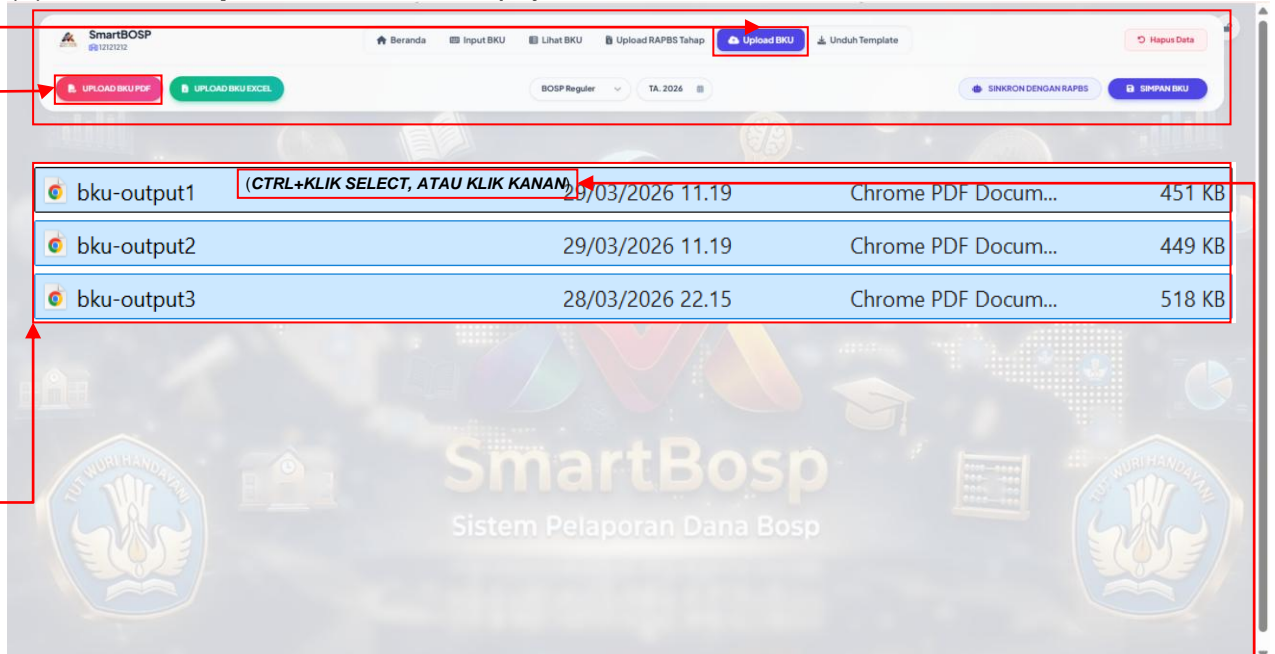 SmartBOSP
12121212
Beranda
Input BKU
Lihat BKU
Upload RAPBS Tahap
Upload BKU
Unduh Template
Hapus Data
UPLOAD BKU PDF
UPLOAD BKU EXCEL
BOSP Reguler
TA. 2026
SINKRON DENGAN RAPBS
SIMPAN BKU
bku-output1 (CTRL+KLIK SELECT, ATAU KLIK KANAN) 29/03/2026 11.19 Chrome PDF Docum... 451 KB
bku-output2 29/03/2026 11.19 Chrome PDF Docum... 449 KB
bku-output3 28/03/2026 22.15 Chrome PDF Docum... 518 KB
SmartBosp
Sistem Pelaporan Dana Bosp
TUT WURI HANDAYANI
TUT WURI HANDAYANI